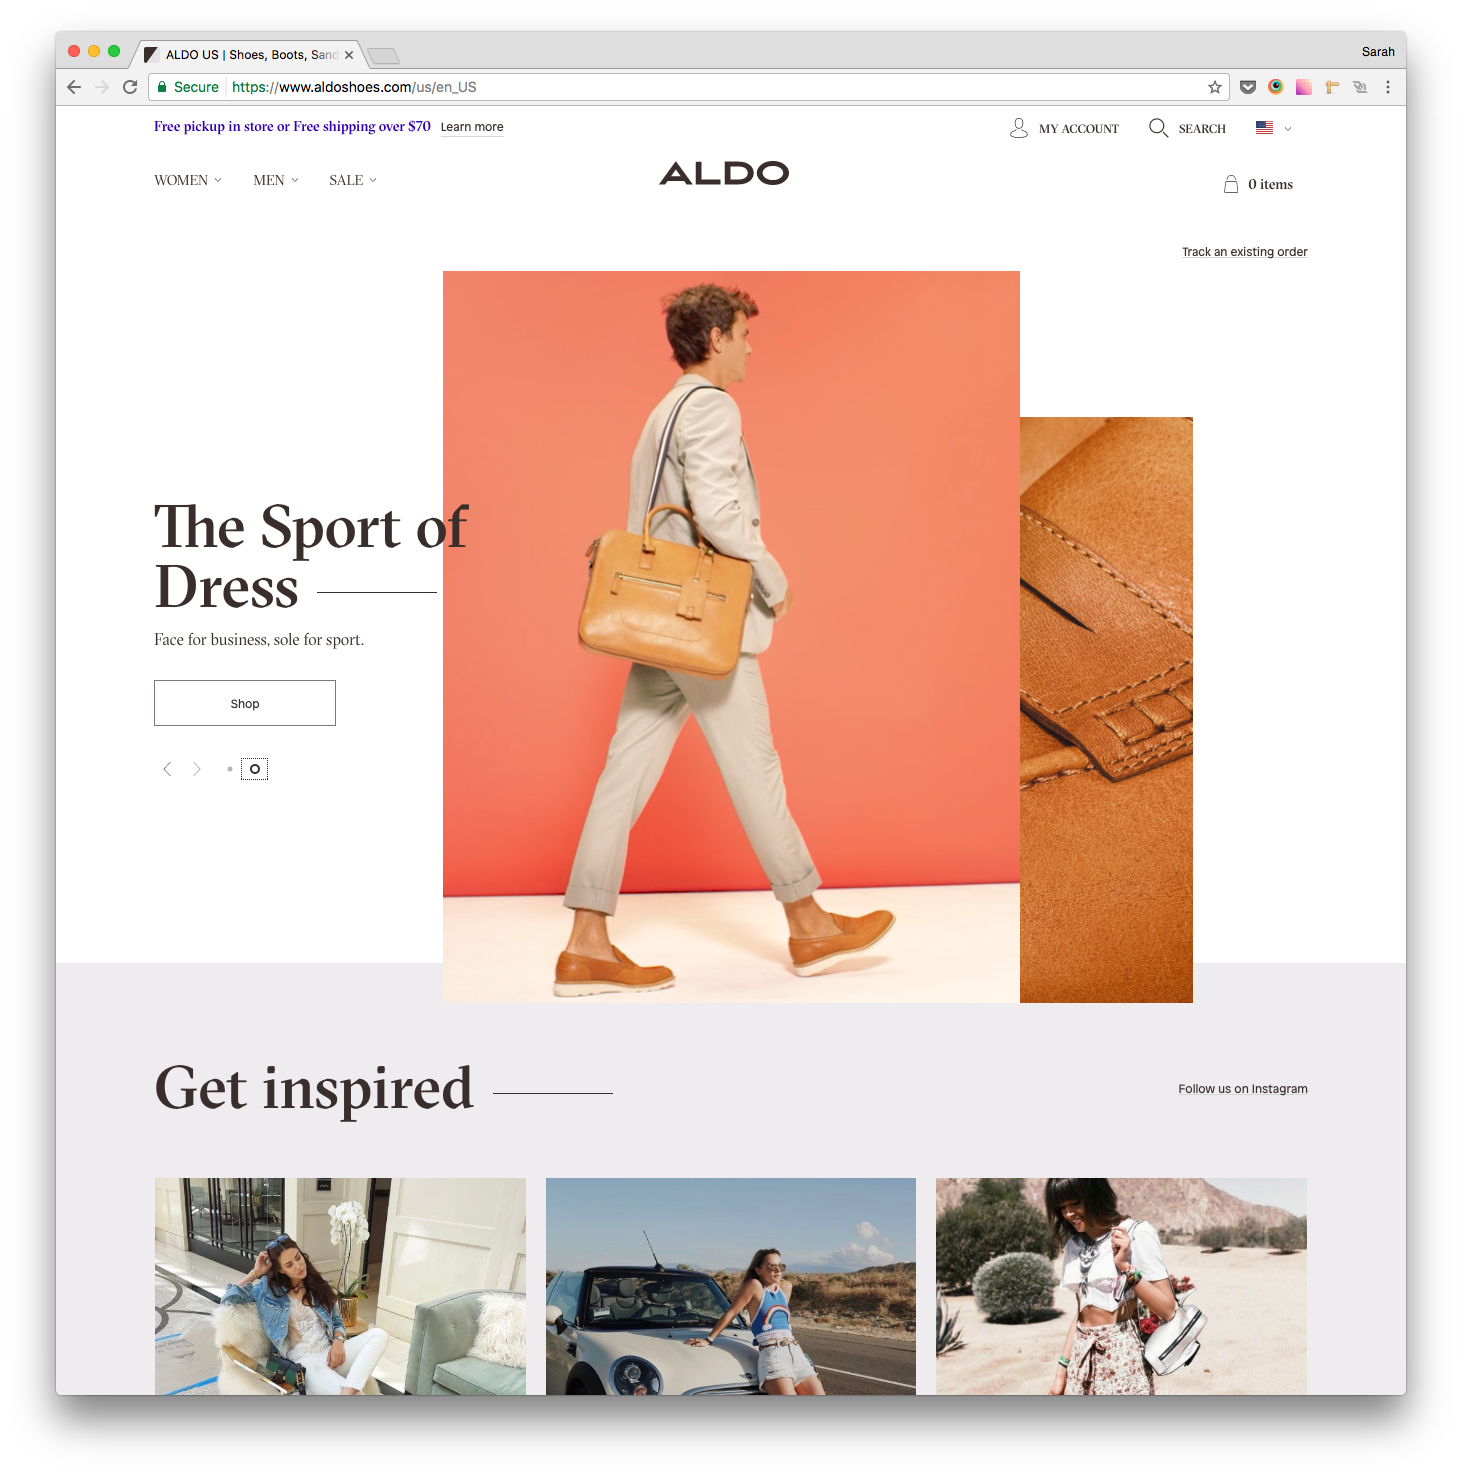 ALDO US | Shoes, Boots, Sand
Sarah
Secure https://www.aldoshoes.com/us/en_US
Free pickup in store or Free shipping over $70 Learn more
MY ACCOUNT
SEARCH
WOMEN
MEN
SALE
ALDO
0 items
Track an existing order
The Sport of
Dress
Face for business, sole for sport.
Shop
Get inspired
Follow us on Instagram